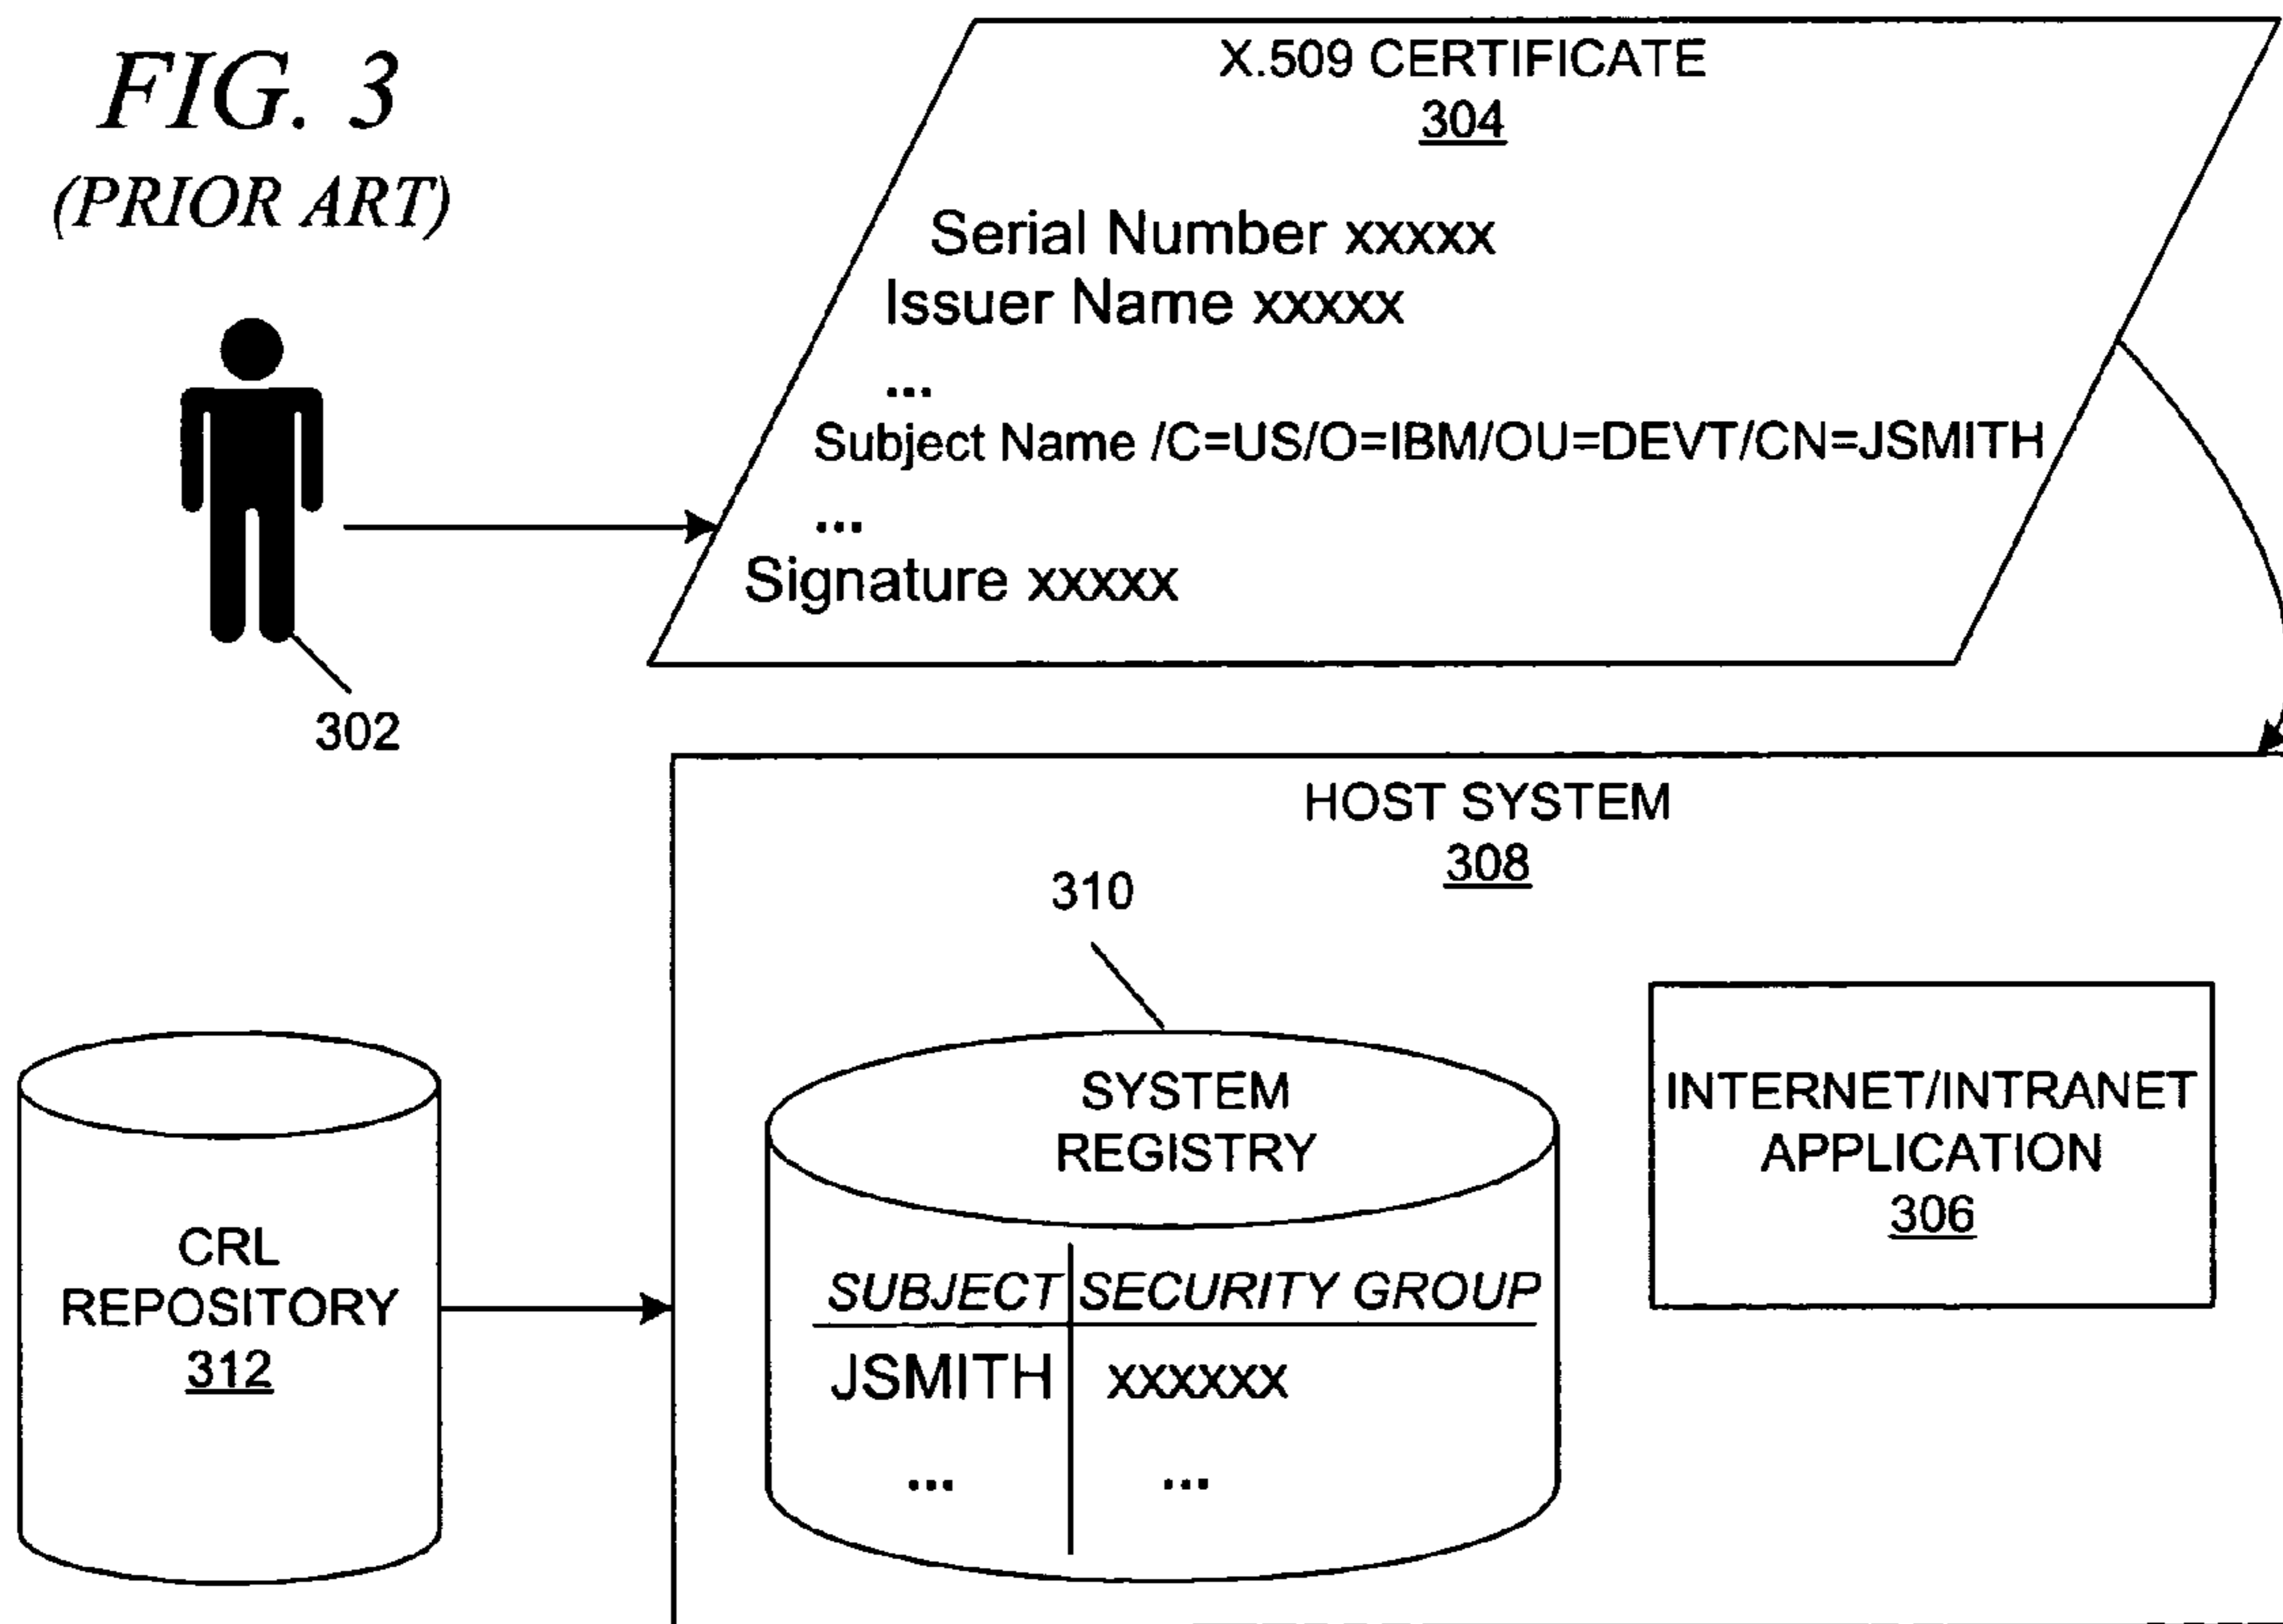 FIG. 3
(PRIOR ART)
X.509 CERTIFICATE
304
Serial Number xxxxx
Issuer Name xxxxx
...
Subject Name /C=US/O=IBM/OU=DEVT/CN=JSMITH
...
Signature xxxxx
302
HOST SYSTEM
308
310
SYSTEM
REGISTRY
SUBJECT SECURITY GROUP
JSMITH xxxxxx
... ...
INTERNET/INTRANET
APPLICATION
306
CRL
REPOSITORY
312